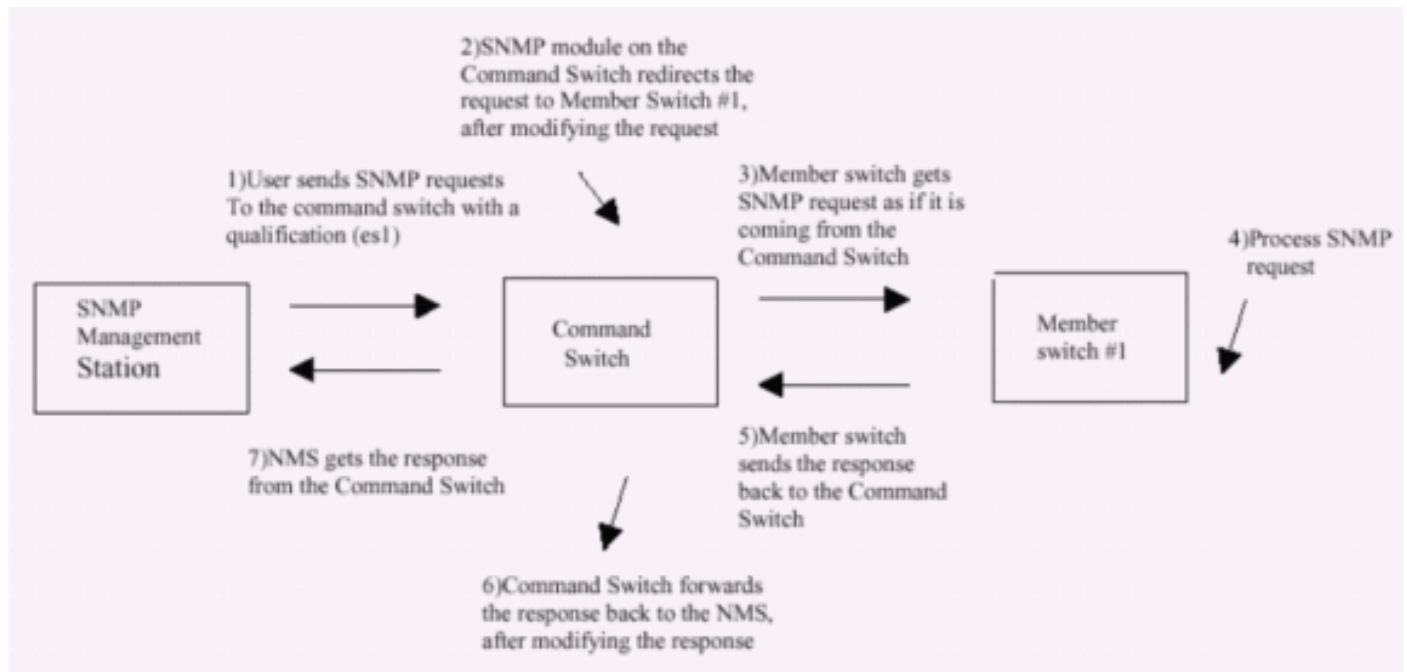 2)SNMP module on the
Command Switch redirects the
request to Member Switch #1,
after modifying the request
1)User sends SNMP requests
To the command switch with a
qualification (es1)
3)Member switch gets
SNMP request as if it is
coming from the
Command Switch
4)Process SNMP
request
SNMP
Management
Station
Command
Switch
Member
switch #1
7)NMS gets the response
from the Command Switch
5)Member switch
sends the response
back to the Command
Switch
6)Command Switch forwards
the response back to the NMS,
after modifying the response